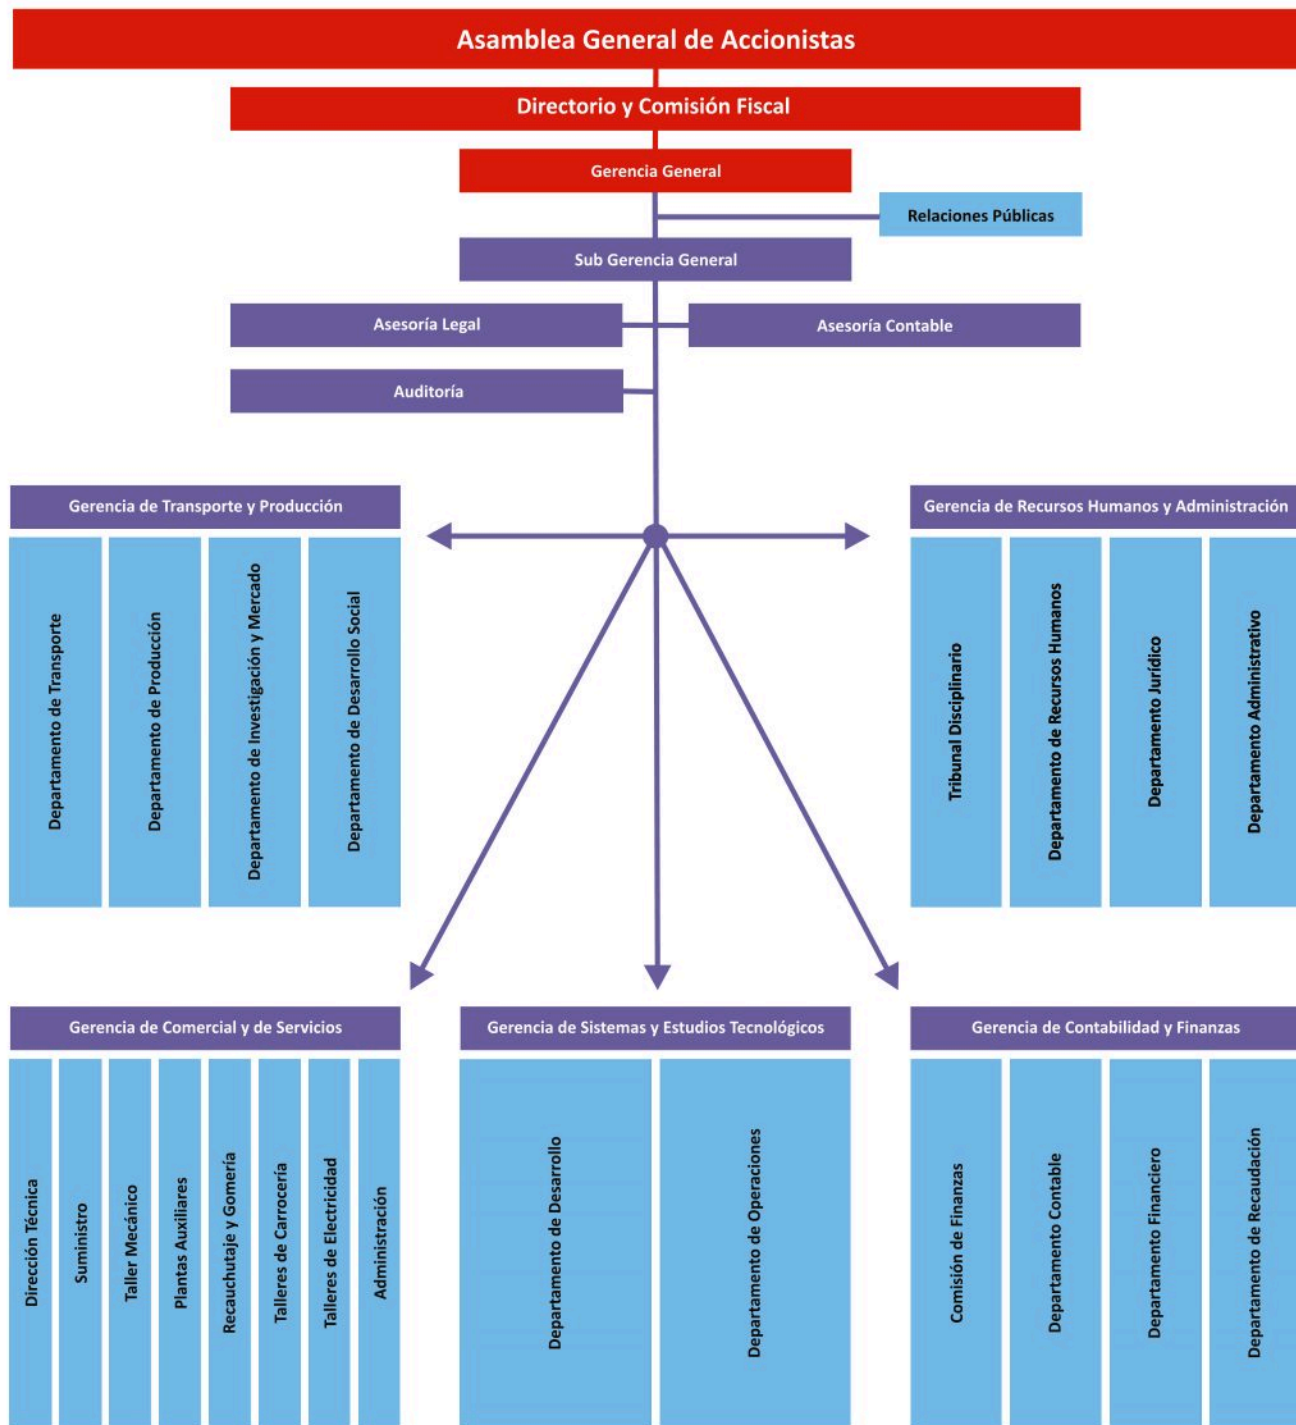 Asamblea General de Accionistas
Directorio y Comisión Fiscal
Gerencia General
Relaciones Públicas
Sub Gerencia General
Asesoría Legal
Asesoría Contable
Auditoría
Gerencia de Transporte y Producción
Departamento de Transporte
Departamento de Producción
Departamento de Investigación y Mercado
Departamento de Desarrollo Social
Gerencia de Recursos Humanos y Administración
Tribunal Disciplinario
Departamento de Recursos Humanos
Departamento Jurídico
Departamento Administrativo
Gerencia de Comercial y de Servicios
Dirección Técnica
Suministro
Taller Mecánico
Plantas Auxiliares
Recauchutaje y Gomería
Talleres de Carrocería
Talleres de Electricidad
Administración
Gerencia de Sistemas y Estudios Tecnológicos
Departamento de Desarrollo
Departamento de Operaciones
Gerencia de Contabilidad y Finanzas
Comisión de Finanzas
Departamento Contable
Departamento Financiero
Departamento de Recaudación